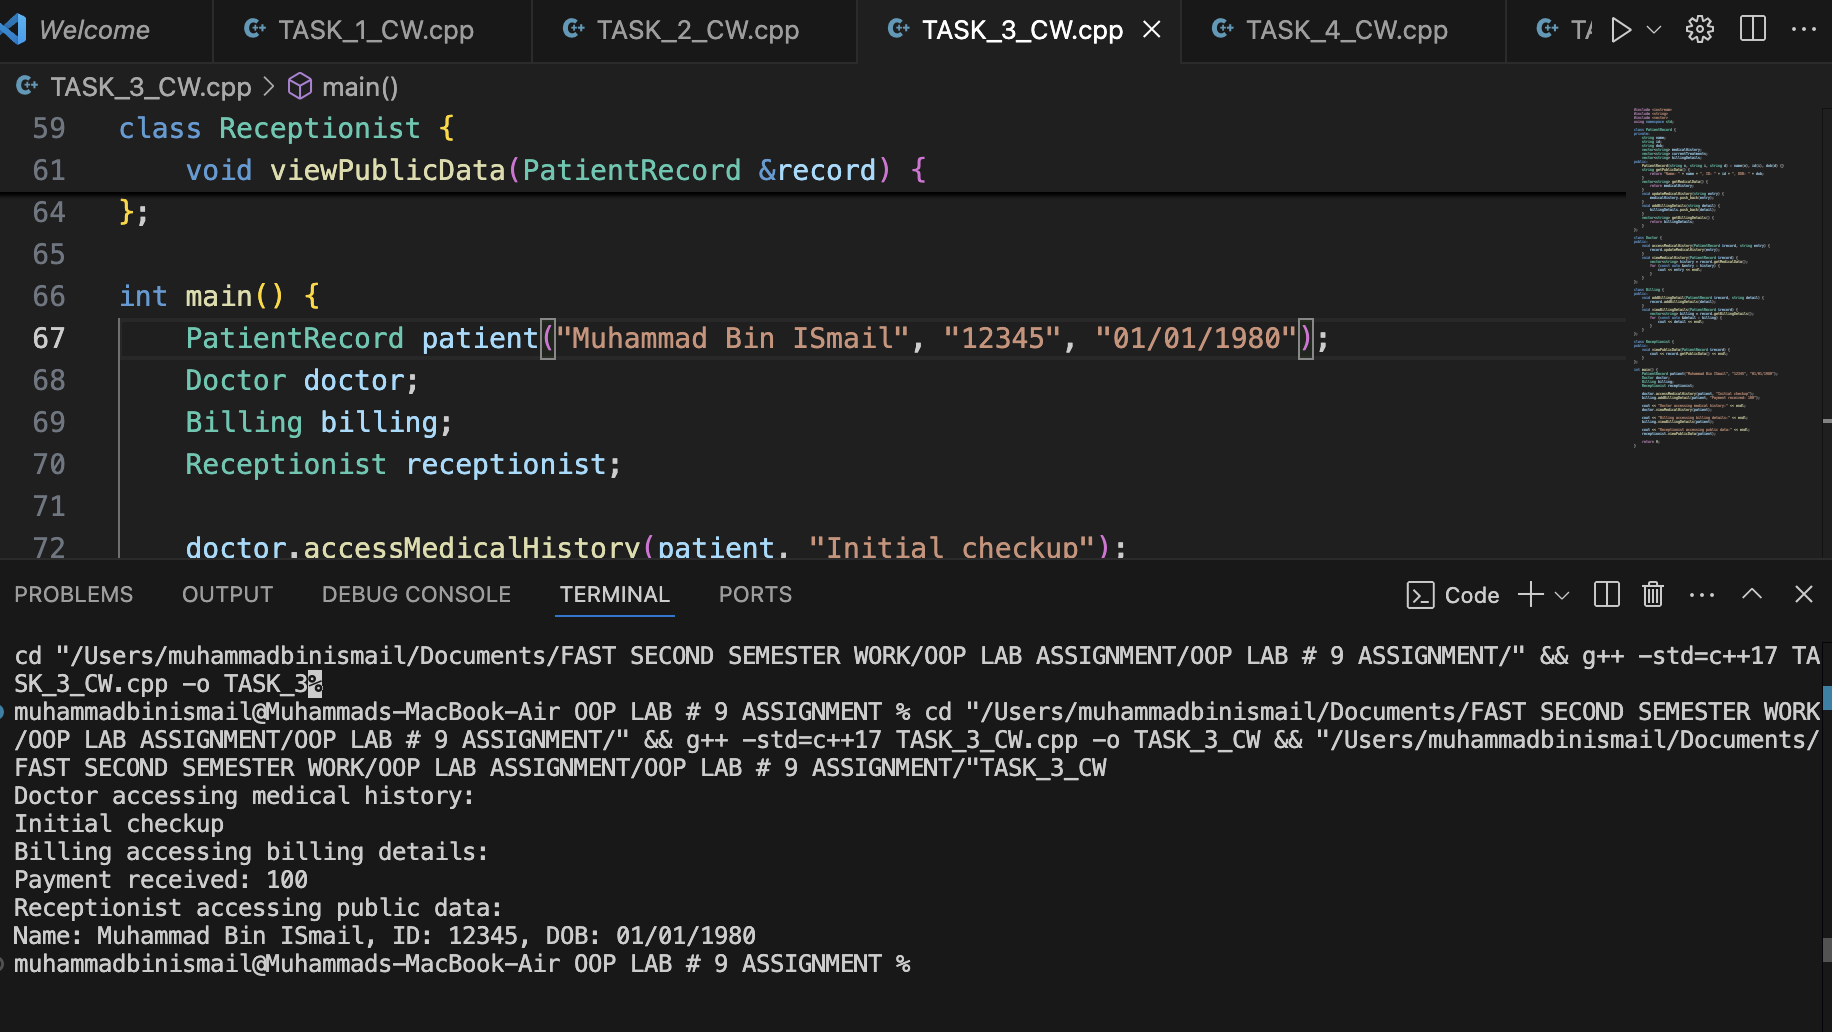 Welcome
TASK_1_CW.cpp
TASK_2_CW.cpp
TASK_3_CW.cpp
TASK_4_CW.cpp
TASK_3_CW.cpp > main()
59 class Receptionist {
61 void viewPublicData(PatientRecord &record) {
64 };
65
66 int main() {
67 PatientRecord patient("Muhammad Bin ISmail", "12345", "01/01/1980");
68 Doctor doctor;
69 Billing billing;
70 Receptionist receptionist;
71
72 doctor.accessMedicalHistory(patient, "Initial checkup");
PROBLEMS OUTPUT DEBUG CONSOLE TERMINAL PORTS Code
cd "/Users/muhammadbinismail/Documents/FAST SECOND SEMESTER WORK/OOP LAB ASSIGNMENT/OOP LAB # 9 ASSIGNMENT/" && g++ -std=c++17 TA
SK_3_CW.cpp -o TASK_3%
muhammadbinismail@Muhammads-MacBook-Air OOP LAB # 9 ASSIGNMENT % cd "/Users/muhammadbinismail/Documents/FAST SECOND SEMESTER WORK
/OOP LAB ASSIGNMENT/OOP LAB # 9 ASSIGNMENT/" && g++ -std=c++17 TASK_3_CW.cpp -o TASK_3_CW && "/Users/muhammadbinismail/Documents/
FAST SECOND SEMESTER WORK/OOP LAB ASSIGNMENT/OOP LAB # 9 ASSIGNMENT/"TASK_3_CW
Doctor accessing medical history:
Initial checkup
Billing accessing billing details:
Payment received: 100
Receptionist accessing public data:
Name: Muhammad Bin ISmail, ID: 12345, DOB: 01/01/1980
muhammadbinismail@Muhammads-MacBook-Air OOP LAB # 9 ASSIGNMENT %